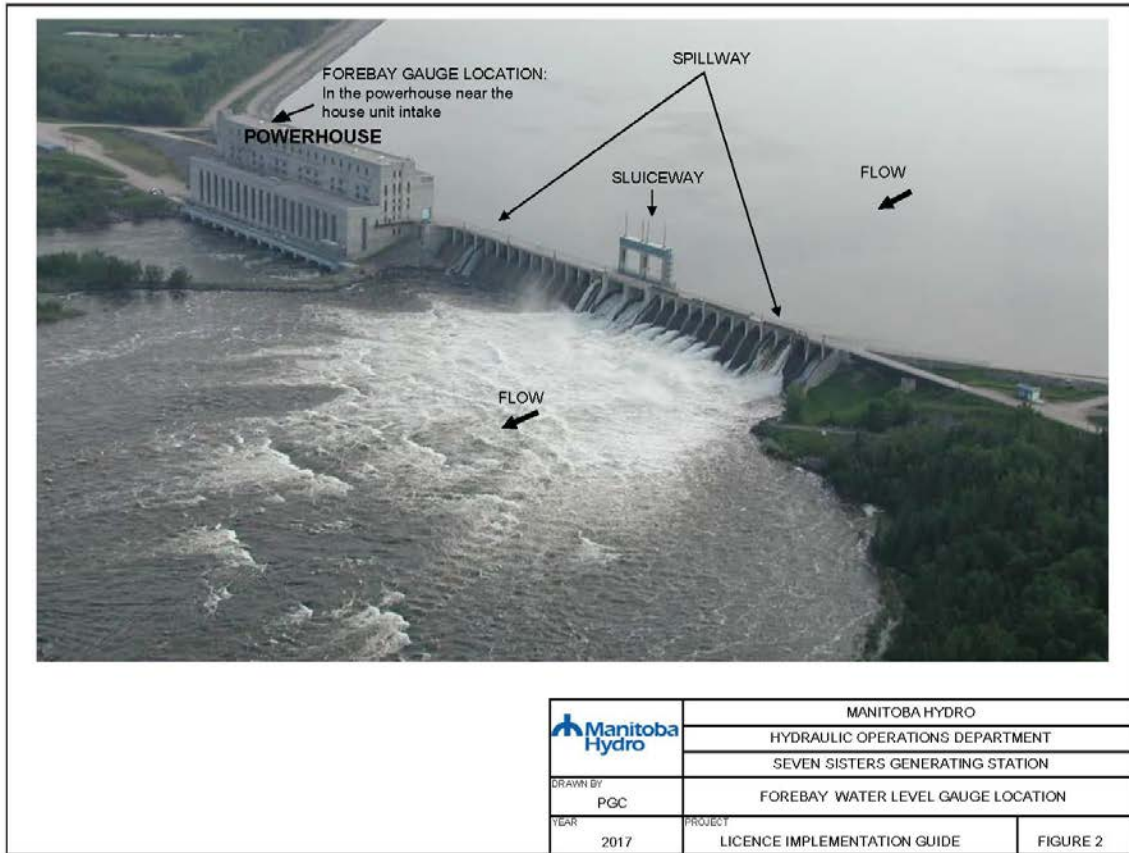 SPILLWAY
FOREBAY GAUGE LOCATION:
In the powerhouse near the
house unit intake
POWERHOUSE
SLUICEWAY
FLOW
FLOW
Manitoba
Hydro
MANITOBA HYDRO
HYDRAULIC OPERATIONS DEPARTMENT
SEVEN SISTERS GENERATING STATION
DRAWN BY
PGC
FOREBAY WATER LEVEL GAUGE LOCATION
YEAR
2017
PROJECT
LICENCE IMPLEMENTATION GUIDE
FIGURE 2